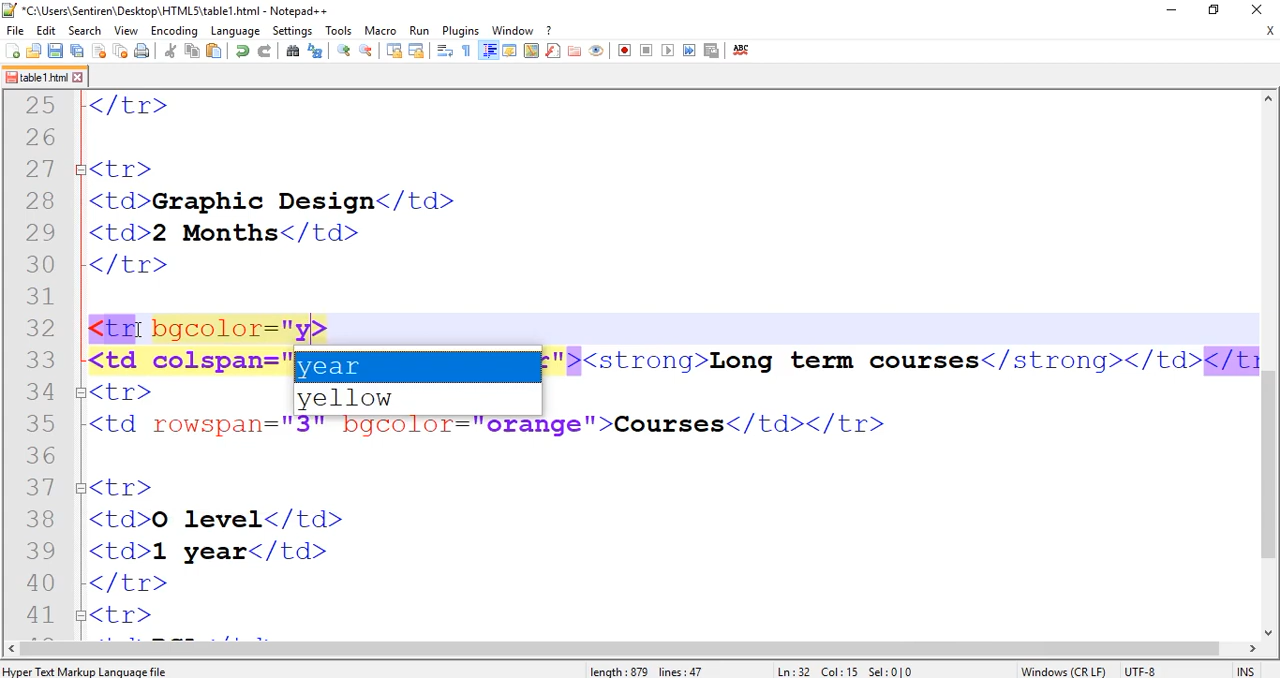 *C:\Users\Sentiren\Desktop\HTML5\table1.html - Notepad++
File Edit Search View Encoding Language Settings Tools Macro Run Plugins Window ? X
ABC
table1.html
25 </tr>
26
27 <tr>
28 <td>Graphic Design</td>
29 <td>2 Months</td>
30 </tr>
31
32 <tr bgcolor="y>
33 <td colspan=" r"><strong>Long term courses</strong></td></tr
year
yellow
34 <tr>
35 <td rowspan="3" bgcolor="orange">Courses</td></tr>
36
37 <tr>
38 <td>O level</td>
39 <td>1 year</td>
40 </tr>
41 <tr>
Hyper Text Markup Language file length : 879 lines : 47 Ln : 32 Col : 15 Sel : 0 | 0 Windows (CR LF) UTF-8 INS